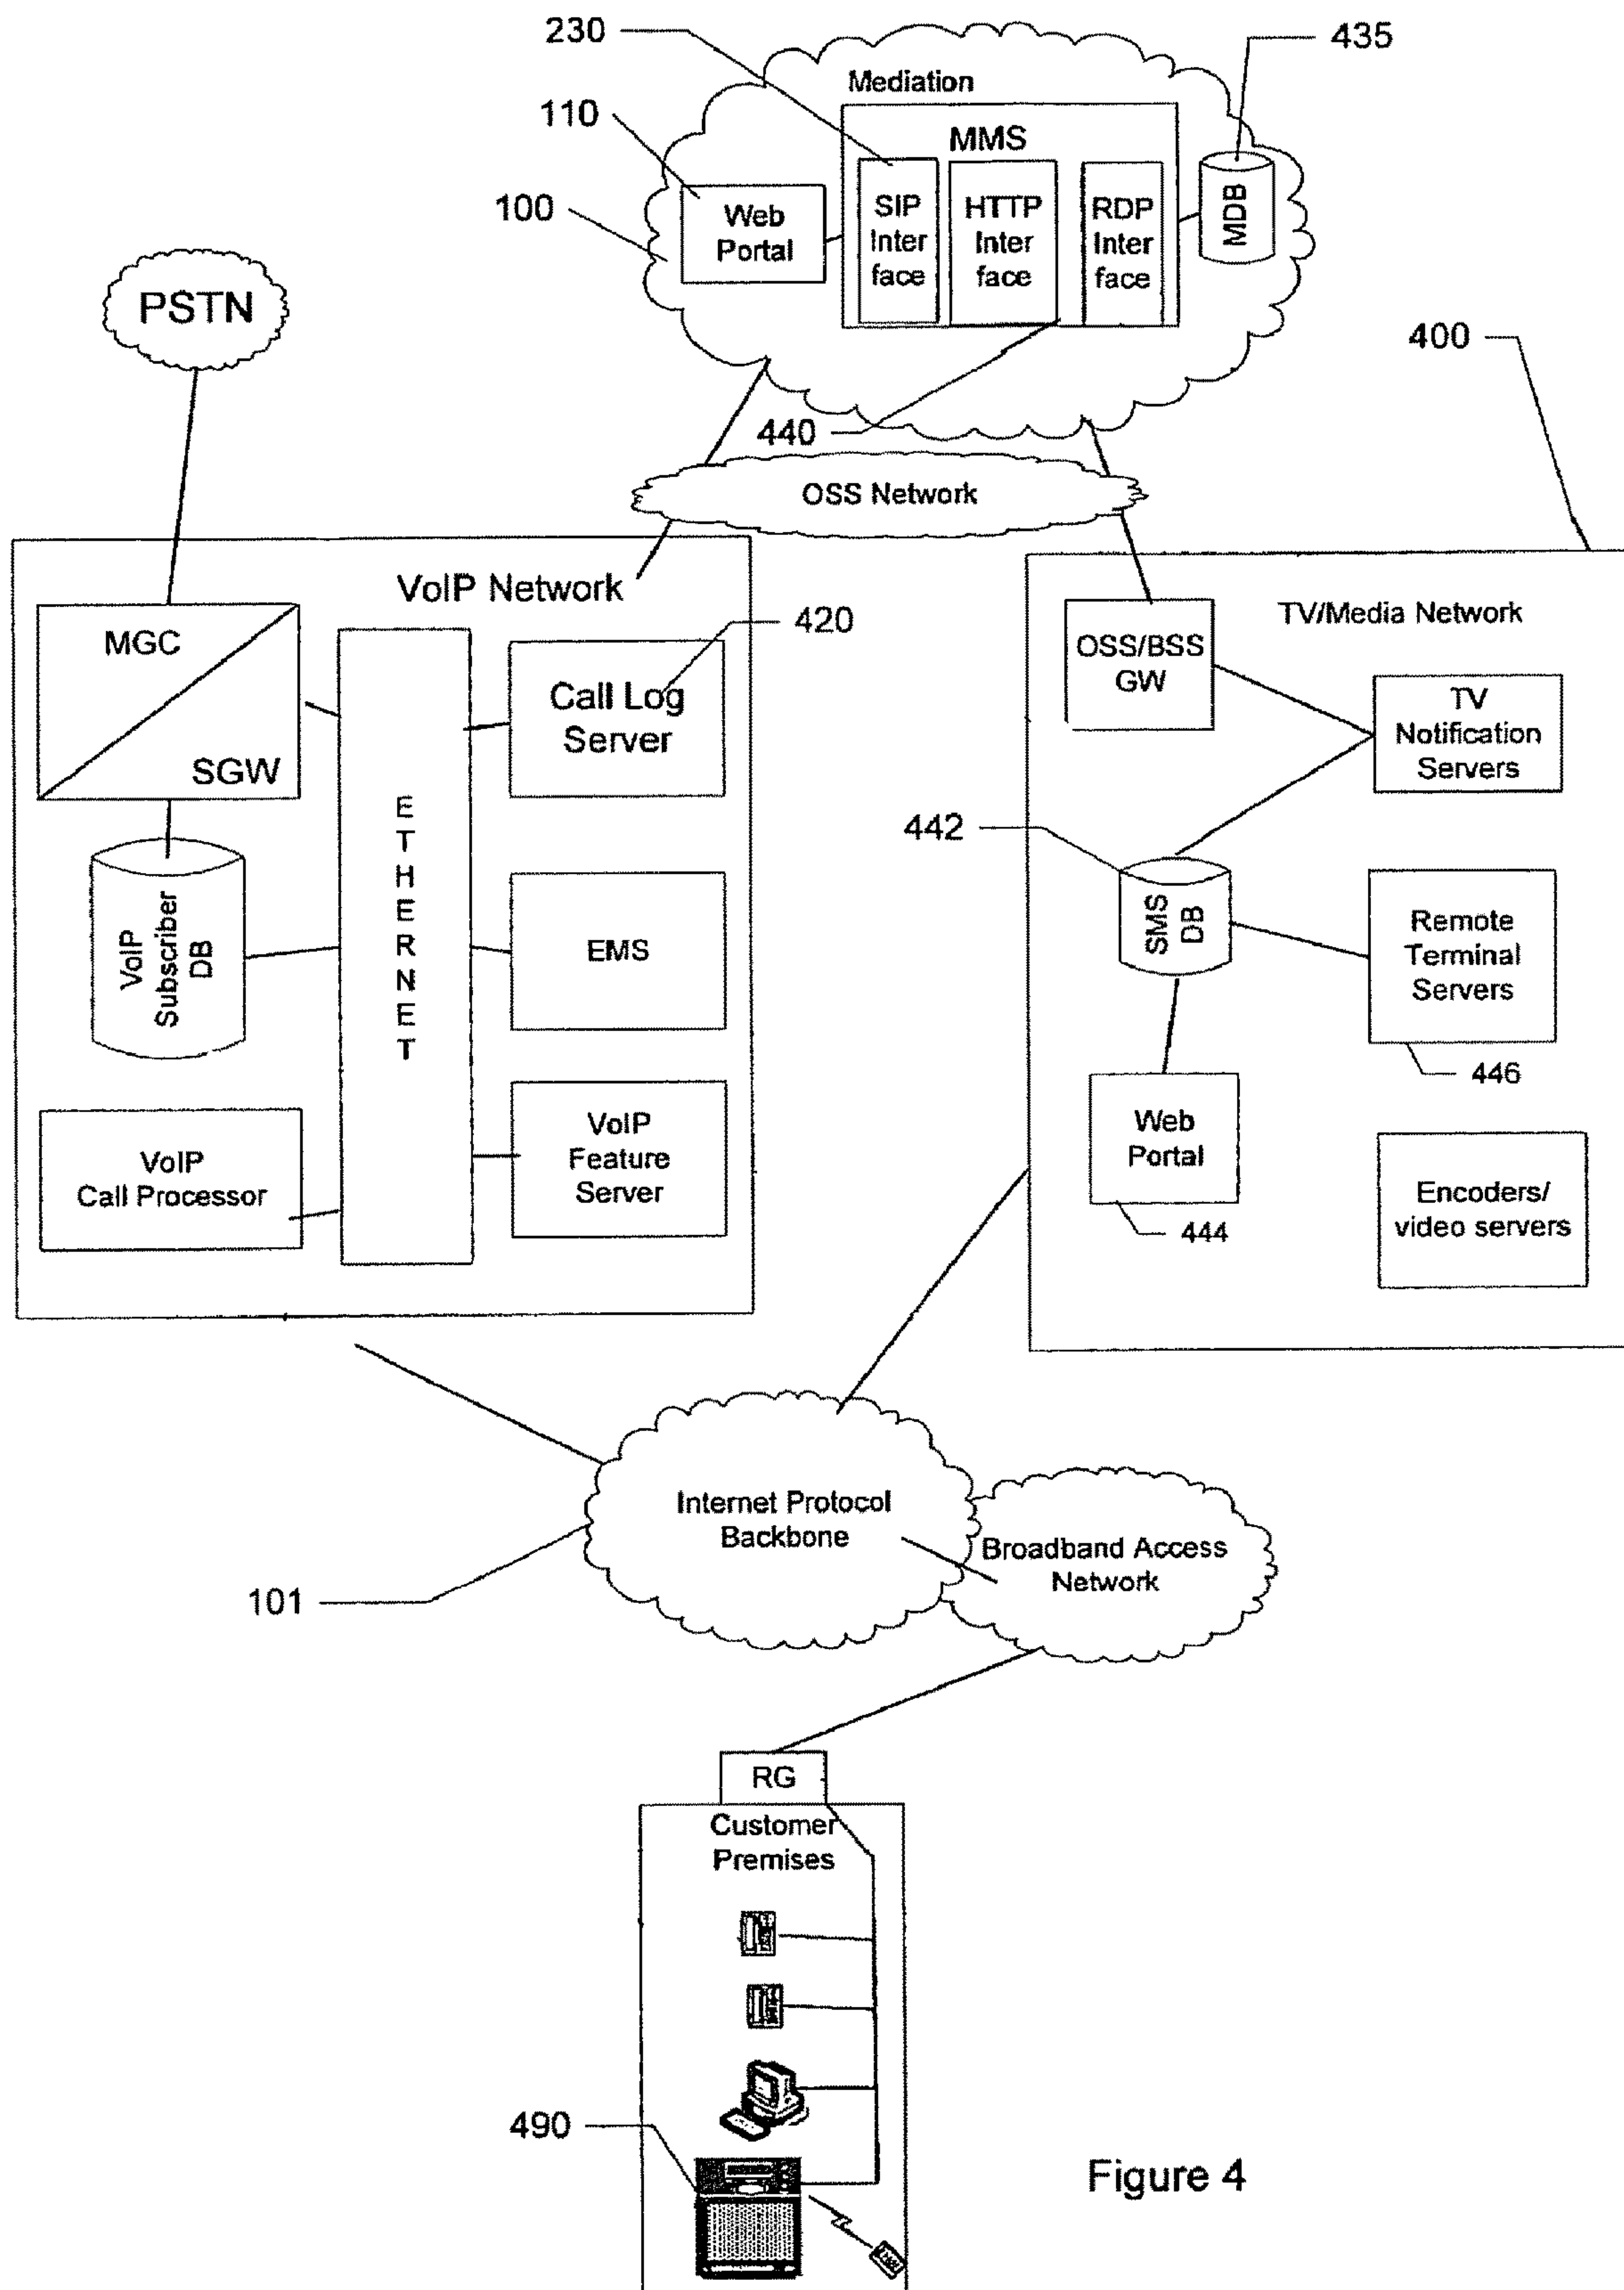 230
435
Mediation
110
MMS
100
Web
Portal
SIP
Inter
face
HTTP
Inter
face
RDP
Inter
face
MDB
PSTN
400
440
OSS Network
VoIP Network
420
MGC
SGW
Call Log
Server
ETHERNET
VoIP
Subscriber
DB
EMS
VoIP
Call Processor
VoIP
Feature
Server
TV/Media Network
OSS/BSS
GW
TV
Notification
Servers
442
SMS
DB
Remote
Terminal
Servers
446
Web
Portal
444
Encoders/
video servers
Internet Protocol
Backbone
Broadband Access
Network
101
RG
Customer
Premises
490
Figure 4